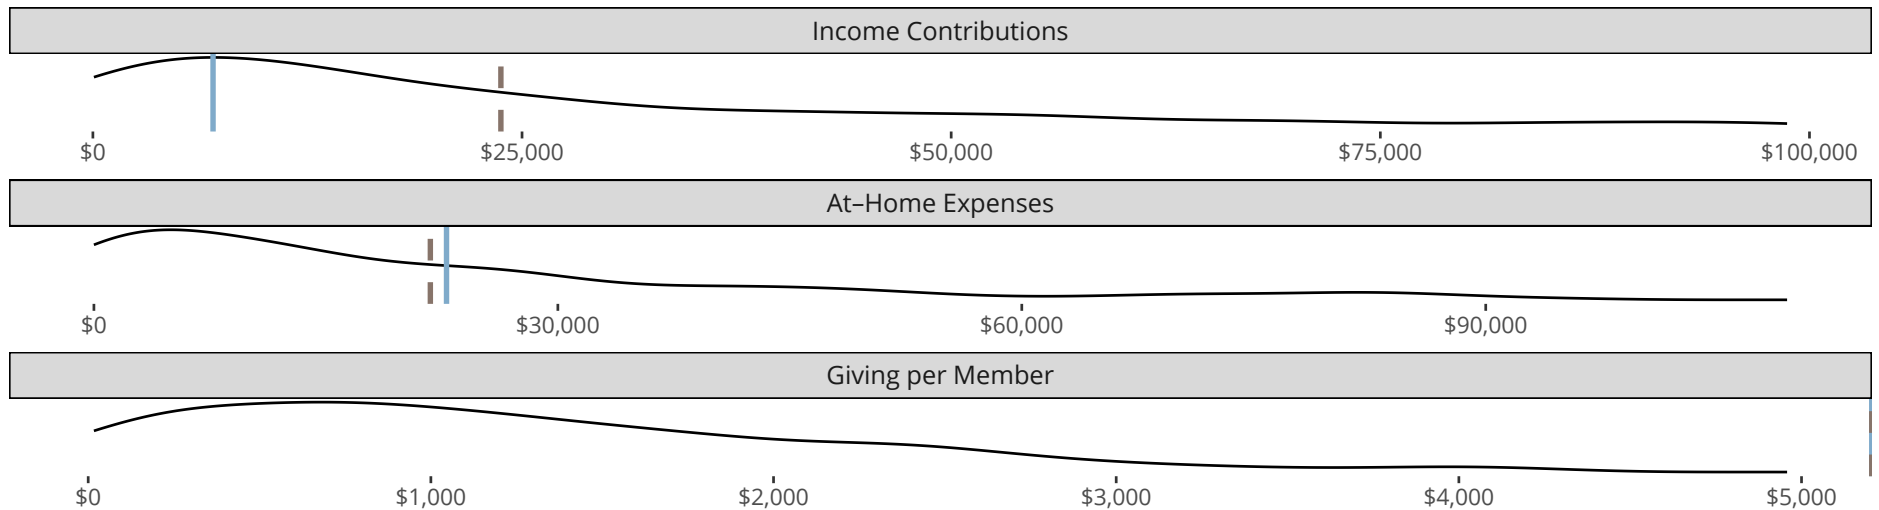 Income Contributions
$0 $25,000 $50,000 $75,000 $100,000
At–Home Expenses
$0 $30,000 $60,000 $90,000
Giving per Member
$0 $1,000 $2,000 $3,000 $4,000 $5,000